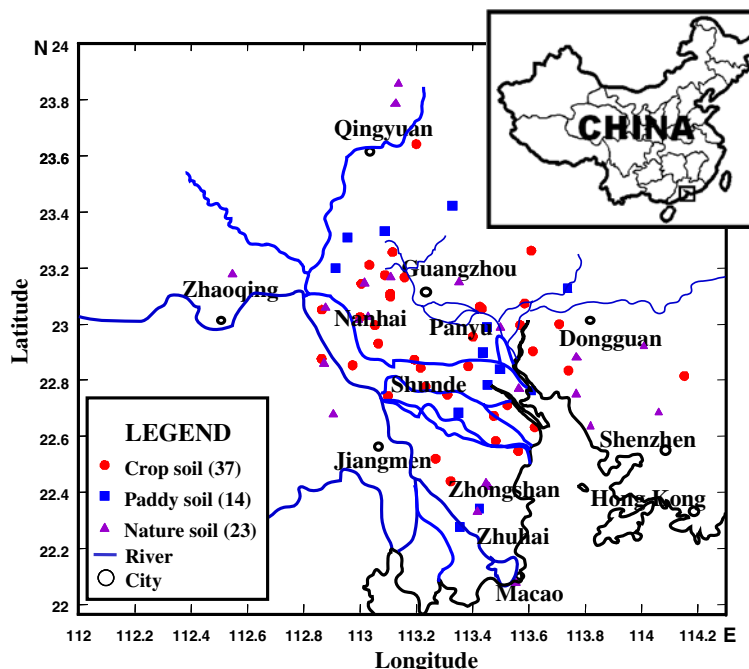 N 24
23.8
23.6
23.4
23.2
23
22.8
22.6
22.4
22.2
22
Latitude
CHINA
Qingyuan
Guangzhou
Zhaoqing
Nanhai
Panyu
Dongguan
Shunde
Shenzhen
Jiangmen
Zhongshan
Hong Kong
Zhuhai
Macao
LEGEND
Crop soil (37)
Paddy soil (14)
Nature soil (23)
River
City
112 112.2 112.4 112.6 112.8 113 113.2 113.4 113.6 113.8 114 114.2 E
Longitude